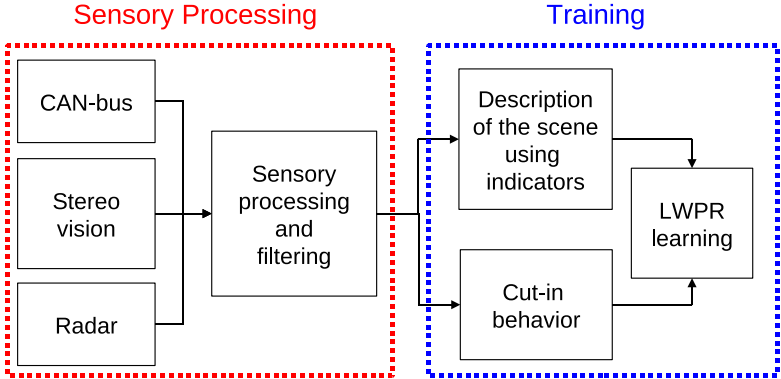 Sensory Processing
Training
CAN-bus
Stereo
vision
Radar
Sensory
processing
and
filtering
Description
of the scene
using
indicators
Cut-in
behavior
LWPR
learning